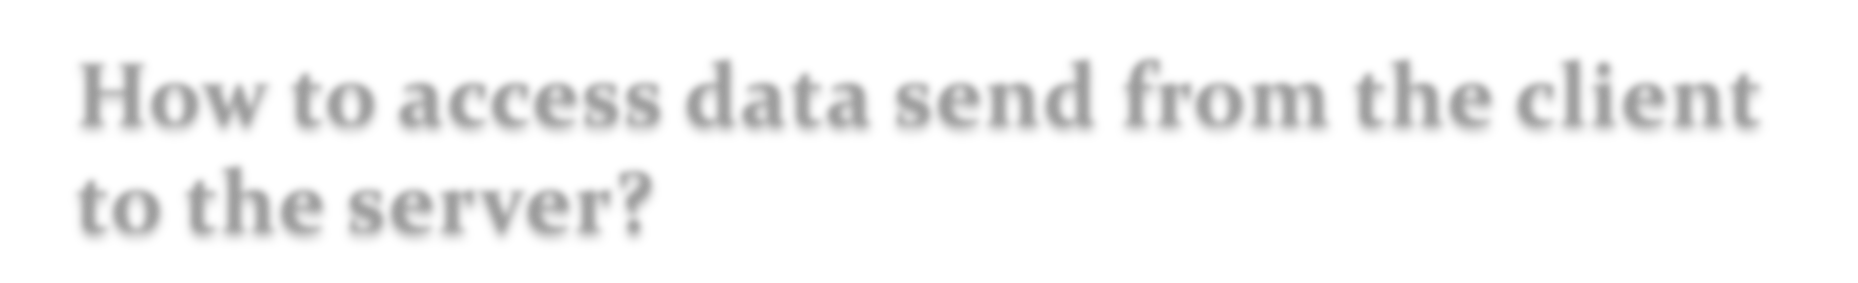 How to access data send from the client
to the server?